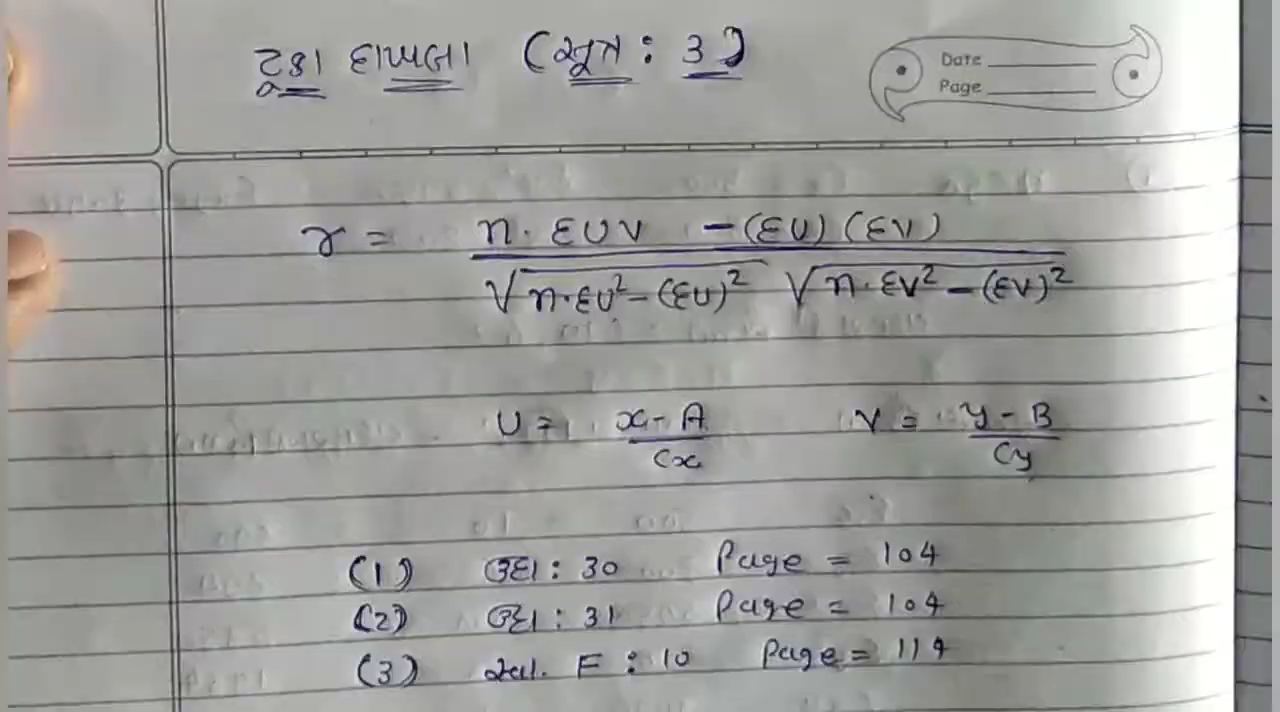 ટૂંકા દાખલા (સૂત્ર : 3)
Date
Page
r = n. ΣUV - (ΣU) (ΣV)
√n.ΣU² - (ΣU)² √n. ΣV² - (ΣV)²
U = x - A V = y - B
Cx Cy
(1) ઉદા : 30 Page = 104
(2) ઉદા : 31 Page = 104
(3) સ્વા. F : 10 Page = 114